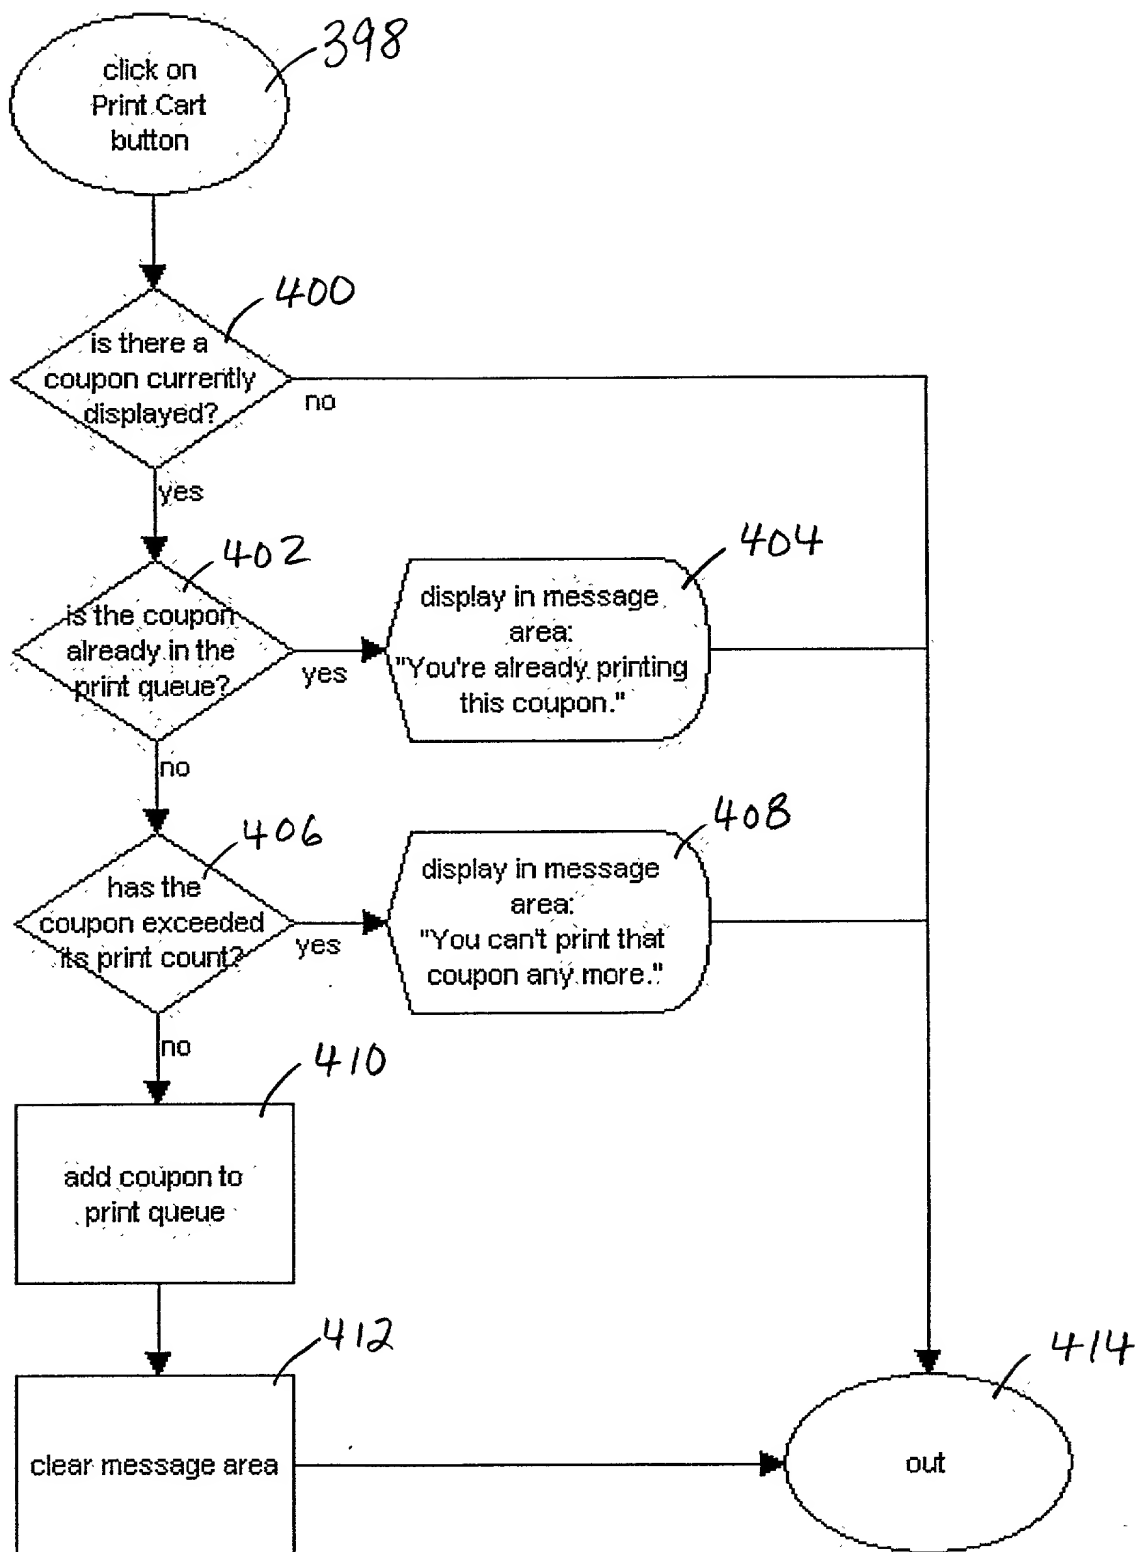 398
click on
Print Cart
button
400
is there a
coupon currently
displayed?
no
yes
402
is the coupon
already in the
print queue?
yes
404
display in message
area:
"You're already printing
this coupon."
no
406
has the
coupon exceeded
its print count?
yes
408
display in message
area:
"You can't print that
coupon any more."
no
410
add coupon to
print queue
412
clear message area
414
out